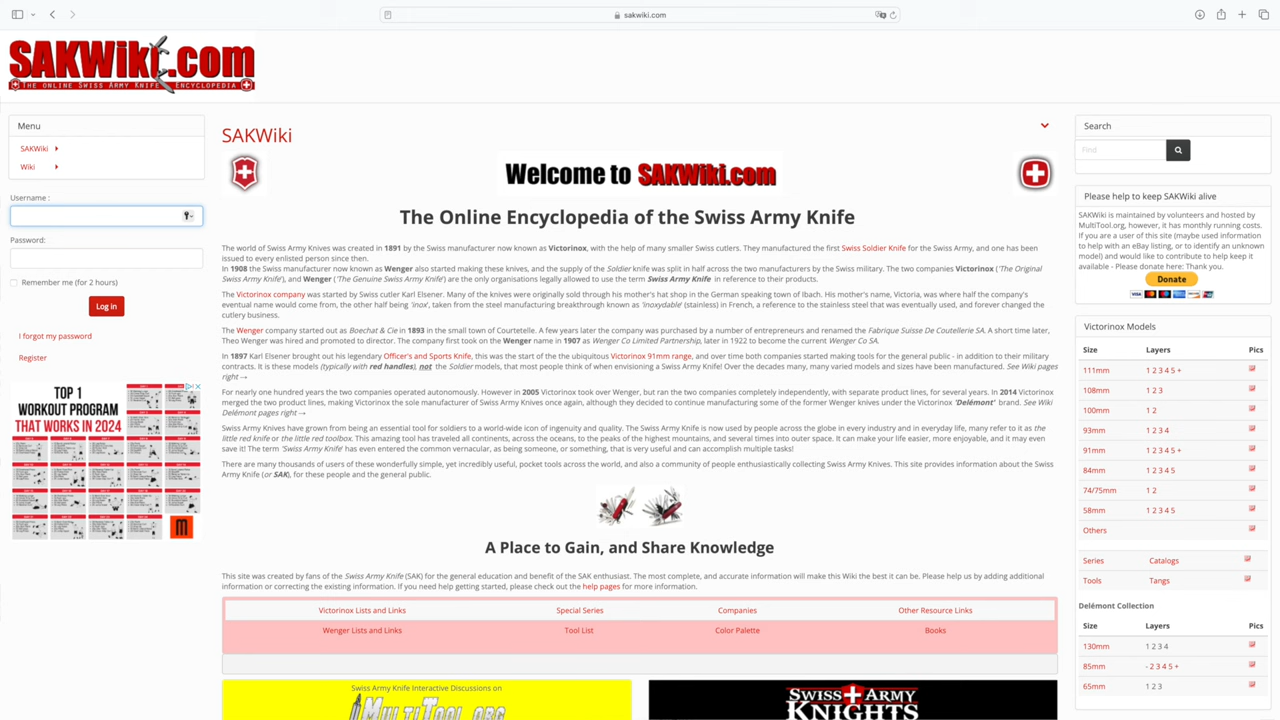 sakwiki.com
SAKWiki.com
THE ONLINE SWISS ARMY KNIFE ENCYCLOPEDIA
Menu
SAKWiki
Wiki
Username :
Password:
Remember me (for 2 hours)
Log in
I forgot my password
Register
TOP 1
WORKOUT PROGRAM
THAT WORKS IN 2024
SAKWiki
Welcome to SAKWiki.com
The Online Encyclopedia of the Swiss Army Knife
The world of Swiss Army Knives was created in 1891 by the Swiss manufacturer now known as Victorinox, with the help of many smaller Swiss cutlers. They manufactured the first Swiss Soldier Knife for the Swiss Army, and one has been
issued to every enlisted person since then.
In 1908 the Swiss manufacturer now known as Wenger also started making these knives, and the supply of the Soldier knife was split in half across the two manufacturers by the Swiss military. The two companies Victorinox ('The Original
Swiss Army Knife'), and Wenger ('The Genuine Swiss Army Knife') are the only organisations legally allowed to use the term Swiss Army Knife in reference to their products.
The Victorinox company was started by Swiss cutler Karl Elsener. Many of the knives were originally sold through his mother's hat shop in the German speaking town of Ibach. His mother's name, Victoria, was where half the company's
eventual name would come from, the other half being 'inox', taken from the steel manufacturing breakthrough known as 'Inoxydable' (stainless) in French, a reference to the stainless steel that was eventually used, and forever changed the
cutlery business.
The Wenger company started out as Boechat & Cie in 1893 in the small town of Courtetelle. A few years later the company was purchased by a number of entrepreneurs and renamed the Fabrique Suisse De Coutellerie SA. A short time later,
Theo Wenger was hired and promoted to director. The company first took on the Wenger name in 1907 as Wenger Co Limited Partnership, later in 1922 to become the current Wenger Co SA.
In 1897 Karl Elsener brought out his legendary Officer's and Sports Knife, this was the start of the the ubiquitous Victorinox 91mm range, and over time both companies started making tools for the general public - in addition to their military
contracts. It is these models (typically with red handles), not the Soldier models, that most people think of when envisioning a Swiss Army Knife! Over the decades many, many varied models and sizes have been manufactured. See Wiki pages
right →
For nearly one hundred years the two companies operated autonomously. However in 2005 Victorinox took over Wenger, but ran the two companies completely independently, with separate product lines, for several years. In 2014 Victorinox
merged the two product lines, making Victorinox the sole manufacturer of Swiss Army Knives once again, although they decided to continue manufacturing some of the former Wenger knives under the Victorinox 'Delémont' brand. See Wiki
Delémont pages right →
Swiss Army Knives have grown from being an essential tool for soldiers to a world-wide icon of ingenuity and quality. The Swiss Army Knife is now used by people across the globe in every industry and in everyday life, many refer to it as the
little red knife or the little red toolbox. This amazing tool has traveled all continents, across the oceans, to the peaks of the highest mountains, and several times into outer space. It can make your life easier, more enjoyable, and it may even
save it! The term 'Swiss Army Knife' has even entered the common vernacular, as being someone, or something, that is very useful and can accomplish multiple tasks!
There are many thousands of users of these wonderfully simple, yet incredibly useful, pocket tools across the world, and also a community of people enthusiastically collecting Swiss Army Knives. This site provides information about the Swiss
Army Knife (or SAK), for these people and the general public.
A Place to Gain, and Share Knowledge
This site was created by fans of the Swiss Army Knife (SAK) for the general education and benefit of the SAK enthusiast. The most complete, and accurate information will make this Wiki the best it can be. Please help us by adding additional
information or correcting the existing information. If you need help getting started, please check out the help pages for more information.
Victorinox Lists and Links Special Series Companies Other Resource Links
Wenger Lists and Links Tool List Color Palette Books
Swiss Army Knife Interactive Discussions on
MULTITOOL.ORG
SWISS ARMY
KNIGHTS
Search
Find
Please help to keep SAKWiki alive
SAKWiki is maintained by volunteers and hosted by
MultiTool.org, however, it has monthly running costs.
If you are a user of this site (maybe used information
to help with an eBay listing, or to identify an unknown
model) and would like to contribute to help keep it
available - Please donate here: Thank you.
Donate
Victorinox Models
Size Layers Pics
111mm 1 2 3 4 5 +
108mm 1 2 3
100mm 1 2
93mm 1 2 3 4
91mm 1 2 3 4 5 +
84mm 1 2 3 4 5
74/75mm 1 2
58mm 1 2 3 4 5
Others
Series Catalogs
Tools Tangs
Delémont Collection
Size Layers Pics
130mm 1 2 3 4
85mm - 2 3 4 5 +
65mm 1 2 3